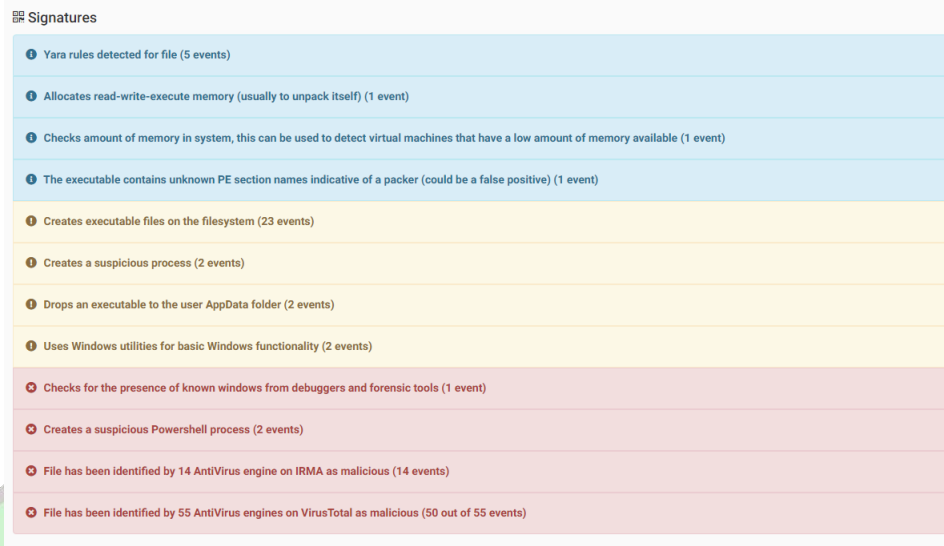 Signatures
Yara rules detected for file (5 events)
Allocates read-write-execute memory (usually to unpack itself) (1 event)
Checks amount of memory in system, this can be used to detect virtual machines that have a low amount of memory available (1 event)
The executable contains unknown PE section names indicative of a packer (could be a false positive) (1 event)
Creates executable files on the filesystem (23 events)
Creates a suspicious process (2 events)
Drops an executable to the user AppData folder (2 events)
Uses Windows utilities for basic Windows functionality (2 events)
Checks for the presence of known windows from debuggers and forensic tools (1 event)
Creates a suspicious Powershell process (2 events)
File has been identified by 14 AntiVirus engine on IRMA as malicious (14 events)
File has been identified by 55 AntiVirus engines on VirusTotal as malicious (50 out of 55 events)